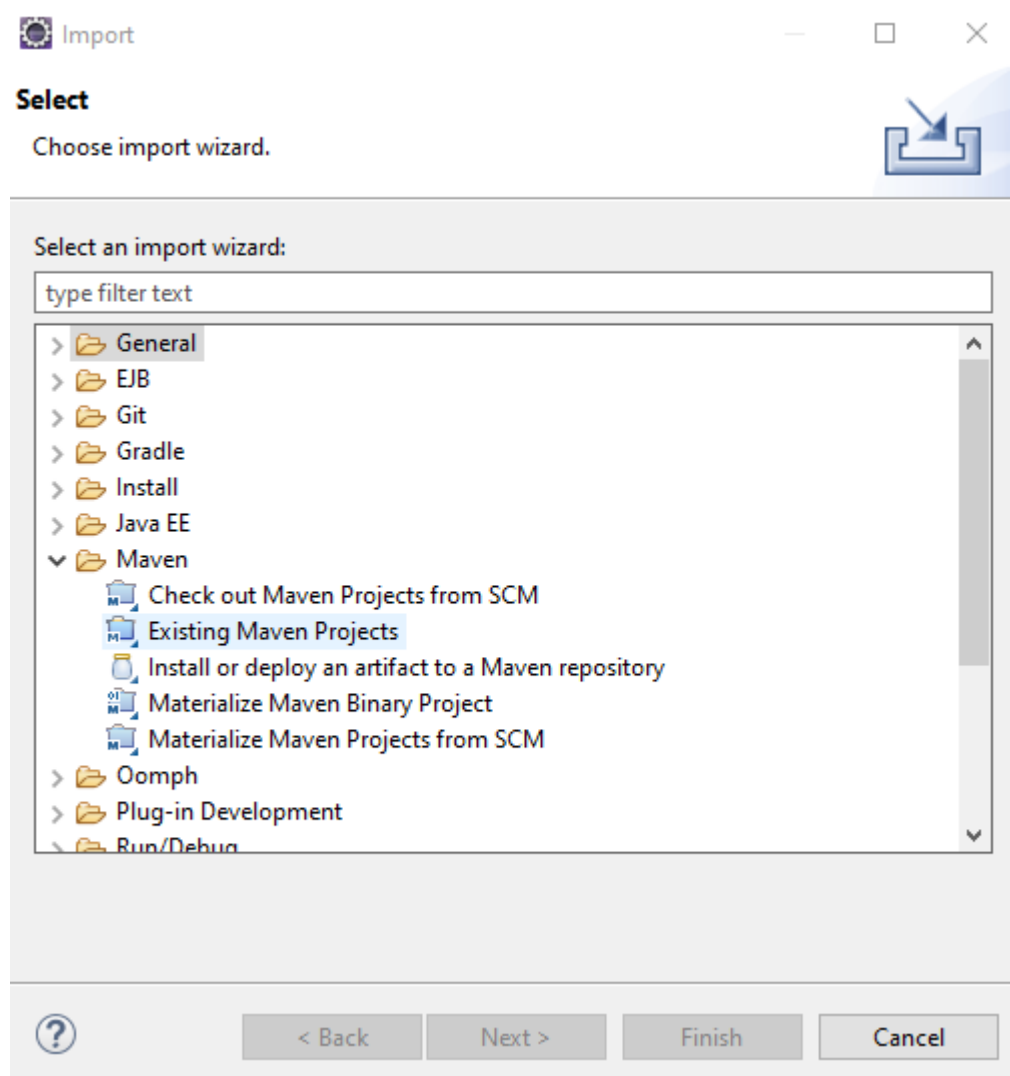 Import
Select
Choose import wizard.
Select an import wizard:
type filter text
General
EJB
Git
Gradle
Install
Java EE
Maven
Check out Maven Projects from SCM
Existing Maven Projects
Install or deploy an artifact to a Maven repository
Materialize Maven Binary Project
Materialize Maven Projects from SCM
Oomph
Plug-in Development
Run/Debug
?
< Back Next > Finish Cancel